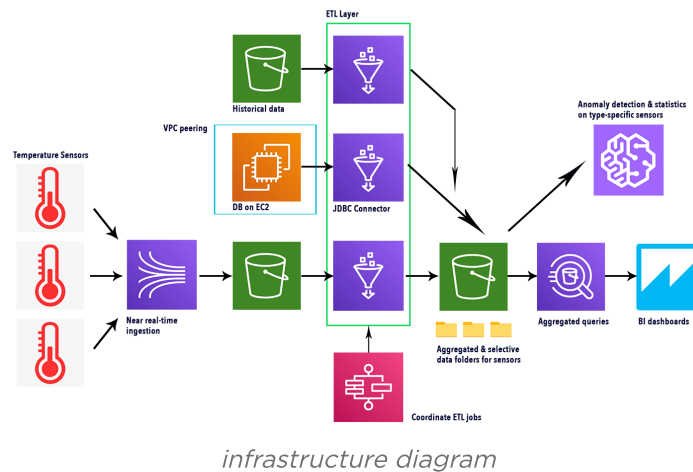 ETL Layer
Historical data
Anomaly detection & statistics
on type-specific sensors
VPC peering
Temperature Sensors
DB on EC2
JDBC Connector
Near real-time
ingestion
Aggregated queries
BI dashboards
Aggregated & selective
data folders for sensors
Coordinate ETL jobs
infrastructure diagram